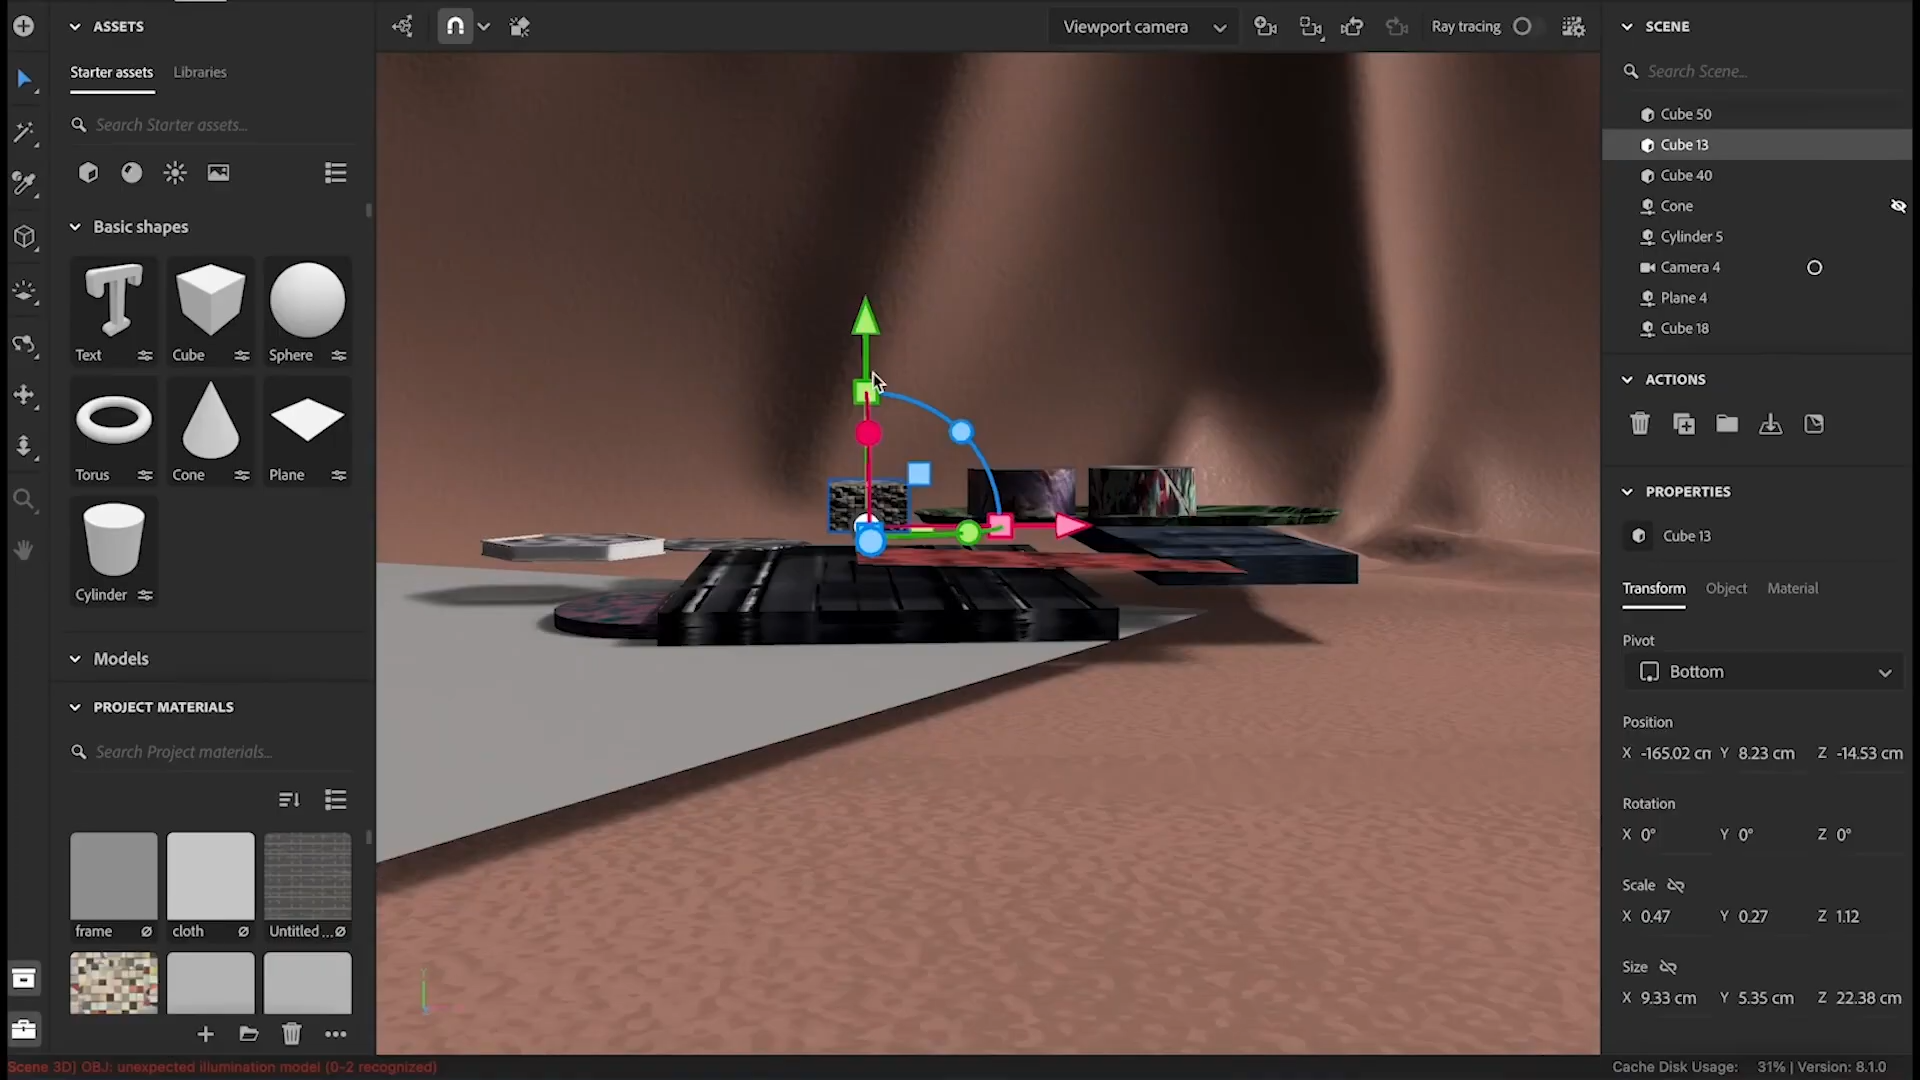 ASSETS
Starter assets
Libraries
Search Starter assets...
Basic shapes
Text
Cube
Sphere
Torus
Cone
Plane
Cylinder
Models
PROJECT MATERIALS
Search Project materials...
frame
cloth
Untitled ...
Scene 3D] OBJ: unexpected illumination model (0-2 recognized)
Viewport camera
Ray tracing
Y
SCENE
Search Scene...
Cube 50
Cube 13
Cube 40
Cone
Cylinder 5
Camera 4
Plane 4
Cube 18
ACTIONS
PROPERTIES
Cube 13
Transform
Object
Material
Pivot
Bottom
Position
X -165.02 cm Y 8.23 cm Z -14.53 cm
Rotation
X 0° Y 0° Z 0°
Scale
X 0.47 Y 0.27 Z 1.12
Size
X 9.33 cm Y 5.35 cm Z 22.38 cm
Cache Disk Usage: 31% | Version: 8.1.0